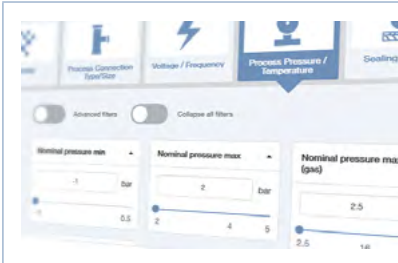 Process Connection
Type/Size
Voltage / Frequency
Process Pressure /
Temperature
Sealing
Advanced filters
Collapse all filters
Nominal pressure min
Nominal pressure max
Nominal pressure max
(gas)
-1
bar
2
bar
2.5
-1
0.5
2
4
5
2.5
16